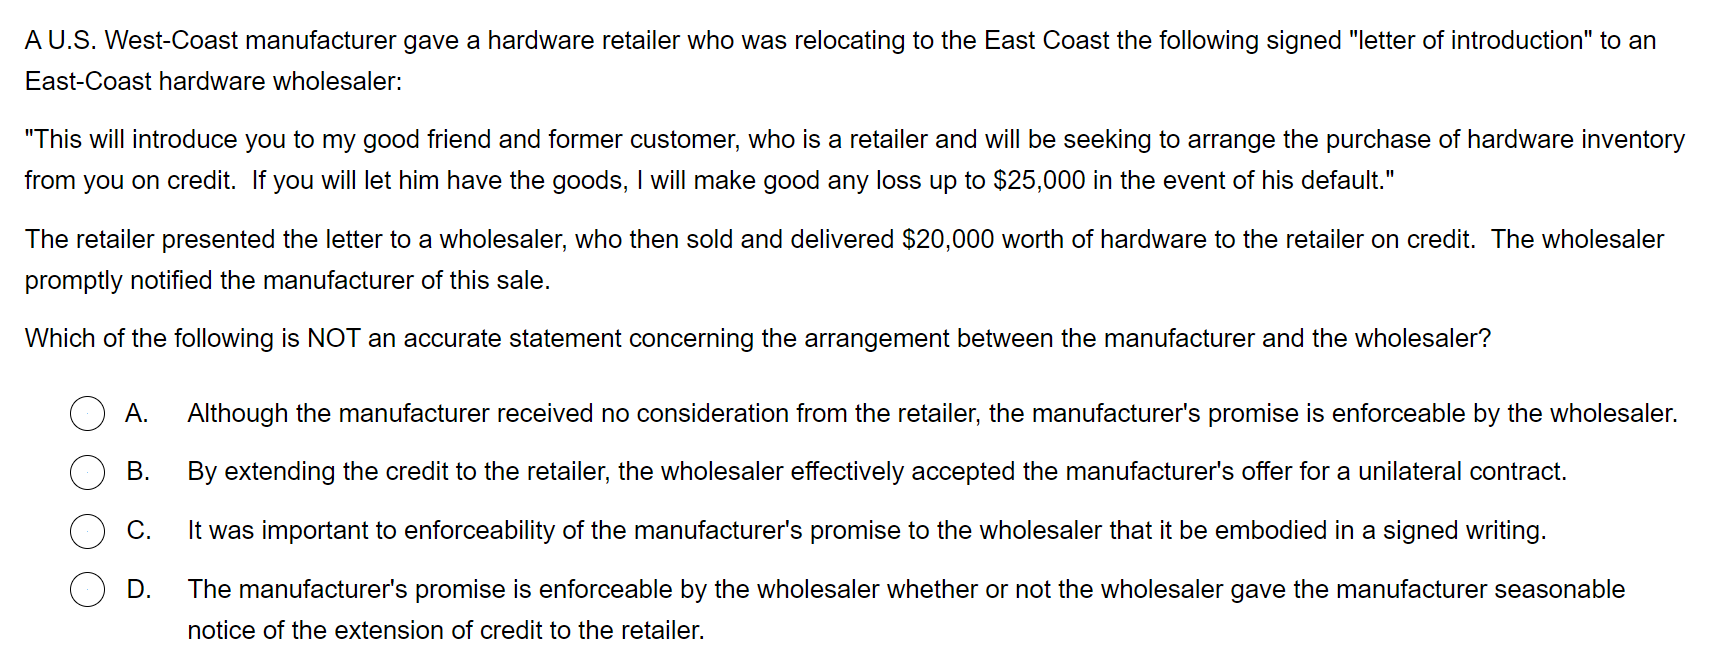 A U.S. West-Coast manufacturer gave a hardware retailer who was relocating to the East Coast the following signed "letter of introduction" to an
East-Coast hardware wholesaler:
"This will introduce you to my good friend and former customer, who is a retailer and will be seeking to arrange the purchase of hardware inventory
from you on credit.  If you will let him have the goods, I will make good any loss up to $25,000 in the event of his default."
The retailer presented the letter to a wholesaler, who then sold and delivered $20,000 worth of hardware to the retailer on credit.  The wholesaler
promptly notified the manufacturer of this sale.
Which of the following is NOT an accurate statement concerning the arrangement between the manufacturer and the wholesaler?
A. Although the manufacturer received no consideration from the retailer, the manufacturer's promise is enforceable by the wholesaler.
B. By extending the credit to the retailer, the wholesaler effectively accepted the manufacturer's offer for a unilateral contract.
C. It was important to enforceability of the manufacturer's promise to the wholesaler that it be embodied in a signed writing.
D. The manufacturer's promise is enforceable by the wholesaler whether or not the wholesaler gave the manufacturer seasonable
notice of the extension of credit to the retailer.